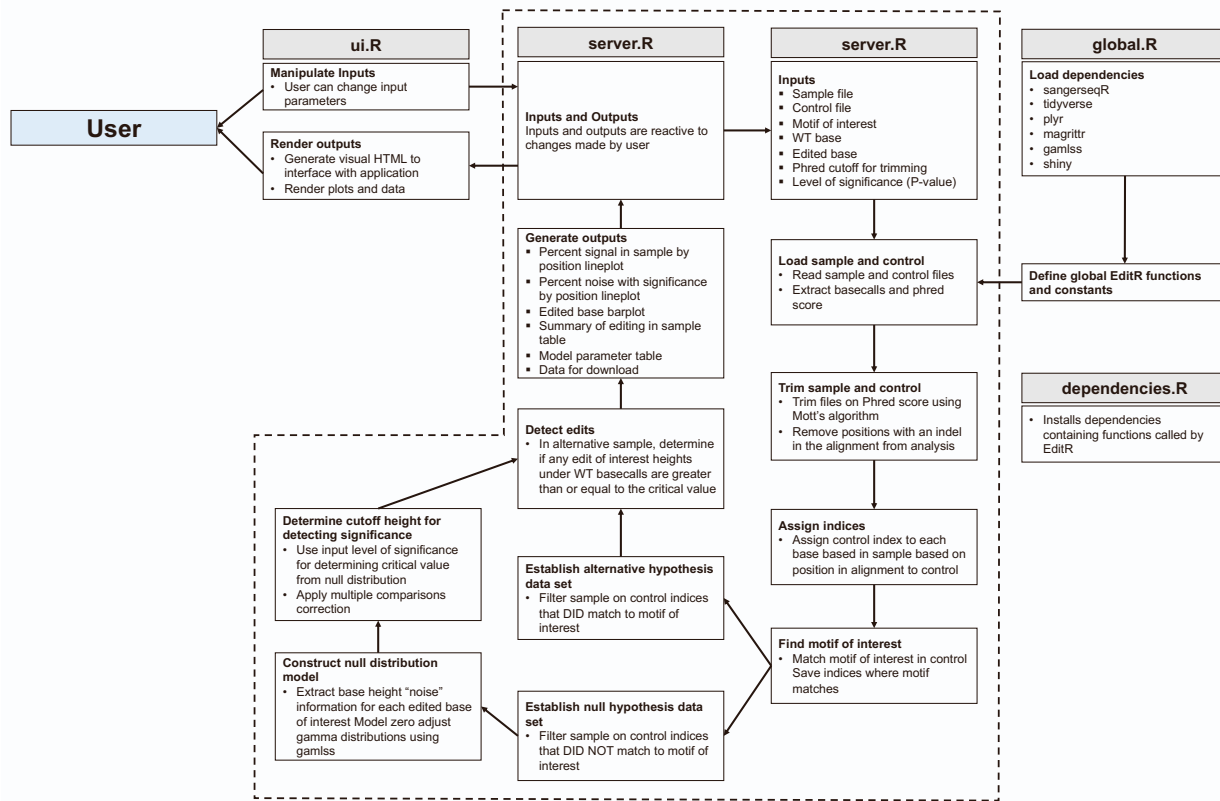 User
ui.R
Manipulate Inputs
• User can change input
parameters
Render outputs
• Generate visual HTML to
interface with application
• Render plots and data
server.R
Inputs and Outputs
Inputs and outputs are reactive to
changes made by user
Generate outputs
▪ Percent signal in sample by
position lineplot
▪ Percent noise with significance
by position lineplot
▪ Edited base barplot
▪ Summary of editing in sample
table
▪ Model parameter table
▪ Data for download
Detect edits
• In alternative sample, determine
if any edit of interest heights
under WT basecalls are greater
than or equal to the critical value
Determine cutoff height for
detecting significance
• Use input level of significance
for determining critical value
from null distribution
• Apply multiple comparisons
correction
Construct null distribution
model
• Extract base height “noise”
information for each edited base
of interest Model zero adjust
gamma distributions using
gamlss
Establish alternative hypothesis
data set
• Filter sample on control indices
that DID match to motif of
interest
Establish null hypothesis data
set
• Filter sample on control indices
that DID NOT match to motif of
interest
server.R
Inputs
▪ Sample file
▪ Control file
▪ Motif of interest
▪ WT base
▪ Edited base
▪ Phred cutoff for trimming
▪ Level of significance (P-value)
Load sample and control
• Read sample and control files
• Extract basecalls and phred
score
Trim sample and control
• Trim files on Phred score using
Mott’s algorithm
• Remove positions with an indel
in the alignment from analysis
Assign indices
• Assign control index to each
base based in sample based on
position in alignment to control
Find motif of interest
• Match motif of interest in control
Save indices where motif
matches
global.R
Load dependencies
• sangerseqR
• tidyverse
• plyr
• magrittr
• gamlss
• shiny
Define global EditR functions
and constants
dependencies.R
• Installs dependencies
containing functions called by
EditR